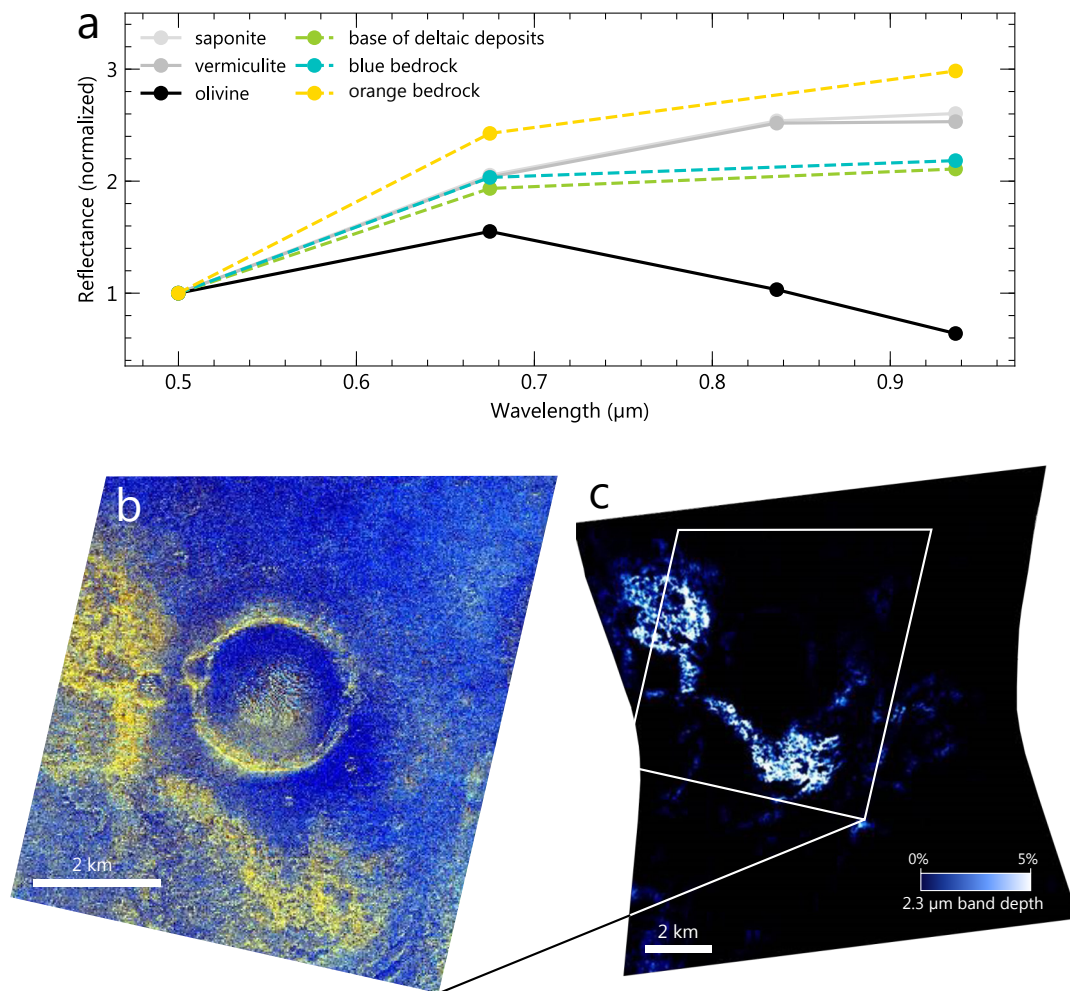 a
saponite
vermiculite
olivine
base of deltaic deposits
blue bedrock
orange bedrock
3
2
1
Reflectance (normalized)
0.5 0.6 0.7 0.8 0.9
Wavelength (μm)
b
2 km
c
0% 5%
2.3 μm band depth
2 km